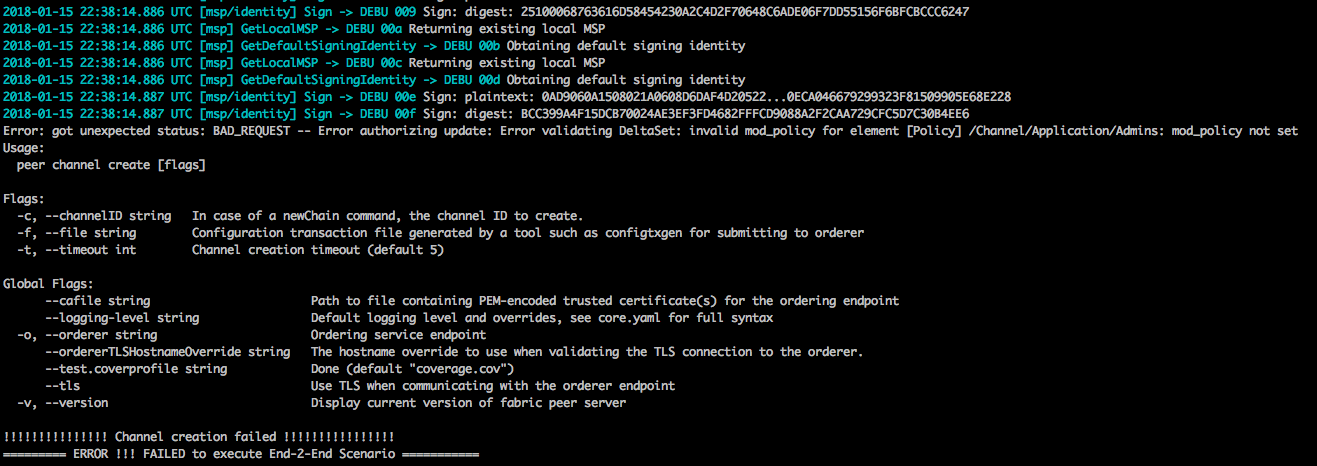 2018-01-15 22:38:14.886 UTC [msp/identity] Sign -> DEBU 009 Sign: digest: 25100068763616D58454230A2C4D2F70648C6ADE06F7DD55156F6BFCBCCC6247
2018-01-15 22:38:14.886 UTC [msp] GetLocalMSP -> DEBU 00a Returning existing local MSP
2018-01-15 22:38:14.886 UTC [msp] GetDefaultSigningIdentity -> DEBU 00b Obtaining default signing identity
2018-01-15 22:38:14.886 UTC [msp] GetLocalMSP -> DEBU 00c Returning existing local MSP
2018-01-15 22:38:14.886 UTC [msp] GetDefaultSigningIdentity -> DEBU 00d Obtaining default signing identity
2018-01-15 22:38:14.887 UTC [msp/identity] Sign -> DEBU 00e Sign: plaintext: 0AD9060A1508021A0608D6DAF4D20522...0ECA046679299323F81509905E68E228
2018-01-15 22:38:14.887 UTC [msp/identity] Sign -> DEBU 00f Sign: digest: BCC399A4F15DCB70024AE3EF3FD4682FFFCD9088A2F2CAA729CFC5D7C30B4EE6
Error: got unexpected status: BAD_REQUEST -- Error authorizing update: Error validating DeltaSet: invalid mod_policy for element [Policy] /Channel/Application/Admins: mod_policy not set
Usage:
  peer channel create [flags]

Flags:
  -c, --channelID string   In case of a newChain command, the channel ID to create.
  -f, --file string        Configuration transaction file generated by a tool such as configtxgen for submitting to orderer
  -t, --timeout int        Channel creation timeout (default 5)

Global Flags:
      --cafile string                       Path to file containing PEM-encoded trusted certificate(s) for the ordering endpoint
      --logging-level string                Default logging level and overrides, see core.yaml for full syntax
  -o, --orderer string                      Ordering service endpoint
      --ordererTLSHostnameOverride string   The hostname override to use when validating the TLS connection to the orderer.
      --test.coverprofile string            Done (default "coverage.cov")
      --tls                                 Use TLS when communicating with the orderer endpoint
  -v, --version                             Display current version of fabric peer server

!!!!!!!!!!!!!!! Channel creation failed !!!!!!!!!!!!!!!!
========= ERROR !!! FAILED to execute End-2-End Scenario ===========